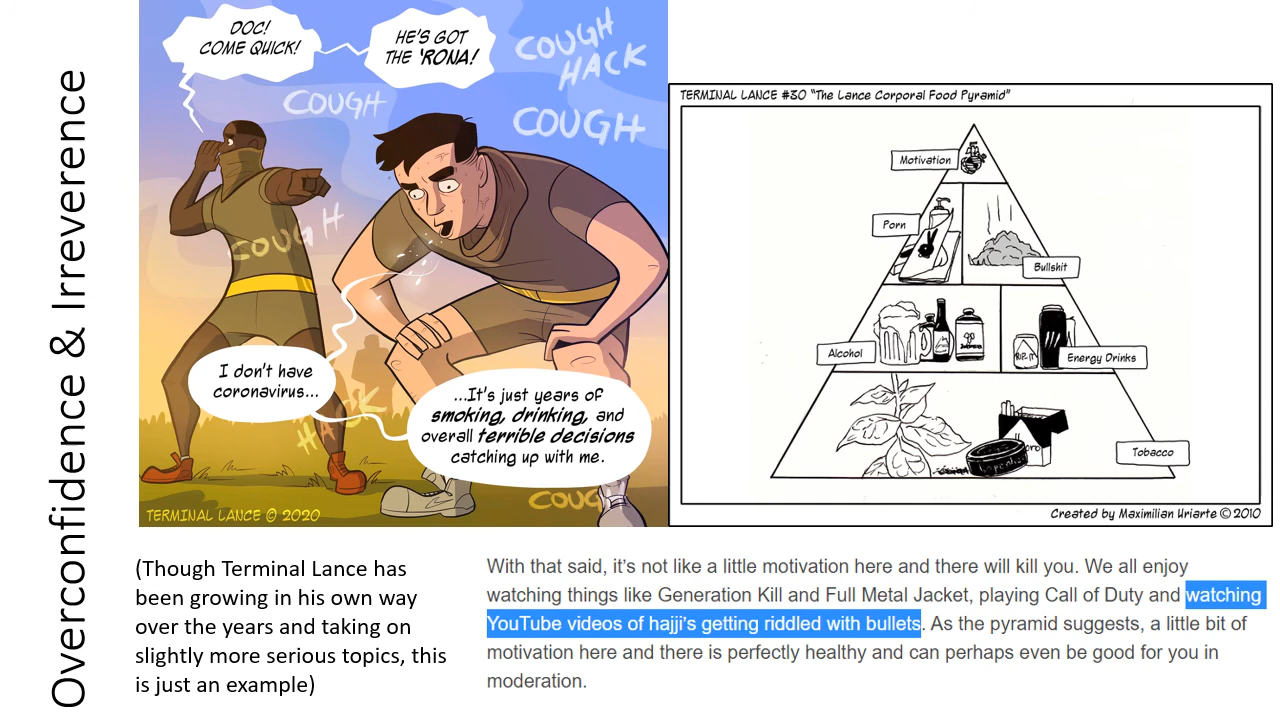 Overconfidence & Irreverence
DOC!
COME QUICK!
HE'S GOT
THE 'RONA!
COUGH
HACK
COUGH
COUGH
COUGH
I don't have
coronavirus...
HACK
...It's just years of
smoking, drinking, and
overall terrible decisions
catching up with me.
COUG
TERMINAL LANCE © 2020
TERMINAL LANCE #30 "The Lance Corporal Food Pyramid"
Motivation
Porn
Bullshit
Alcohol
RIP IT
Energy Drinks
Tobacco
Created by Maximilian Uriarte © 2010
(Though Terminal Lance has
been growing in his own way
over the years and taking on
slightly more serious topics, this
is just an example)
With that said, it's not like a little motivation here and there will kill you. We all enjoy
watching things like Generation Kill and Full Metal Jacket, playing Call of Duty and watching
YouTube videos of hajji's getting riddled with bullets. As the pyramid suggests, a little bit of
motivation here and there is perfectly healthy and can perhaps even be good for you in
moderation.